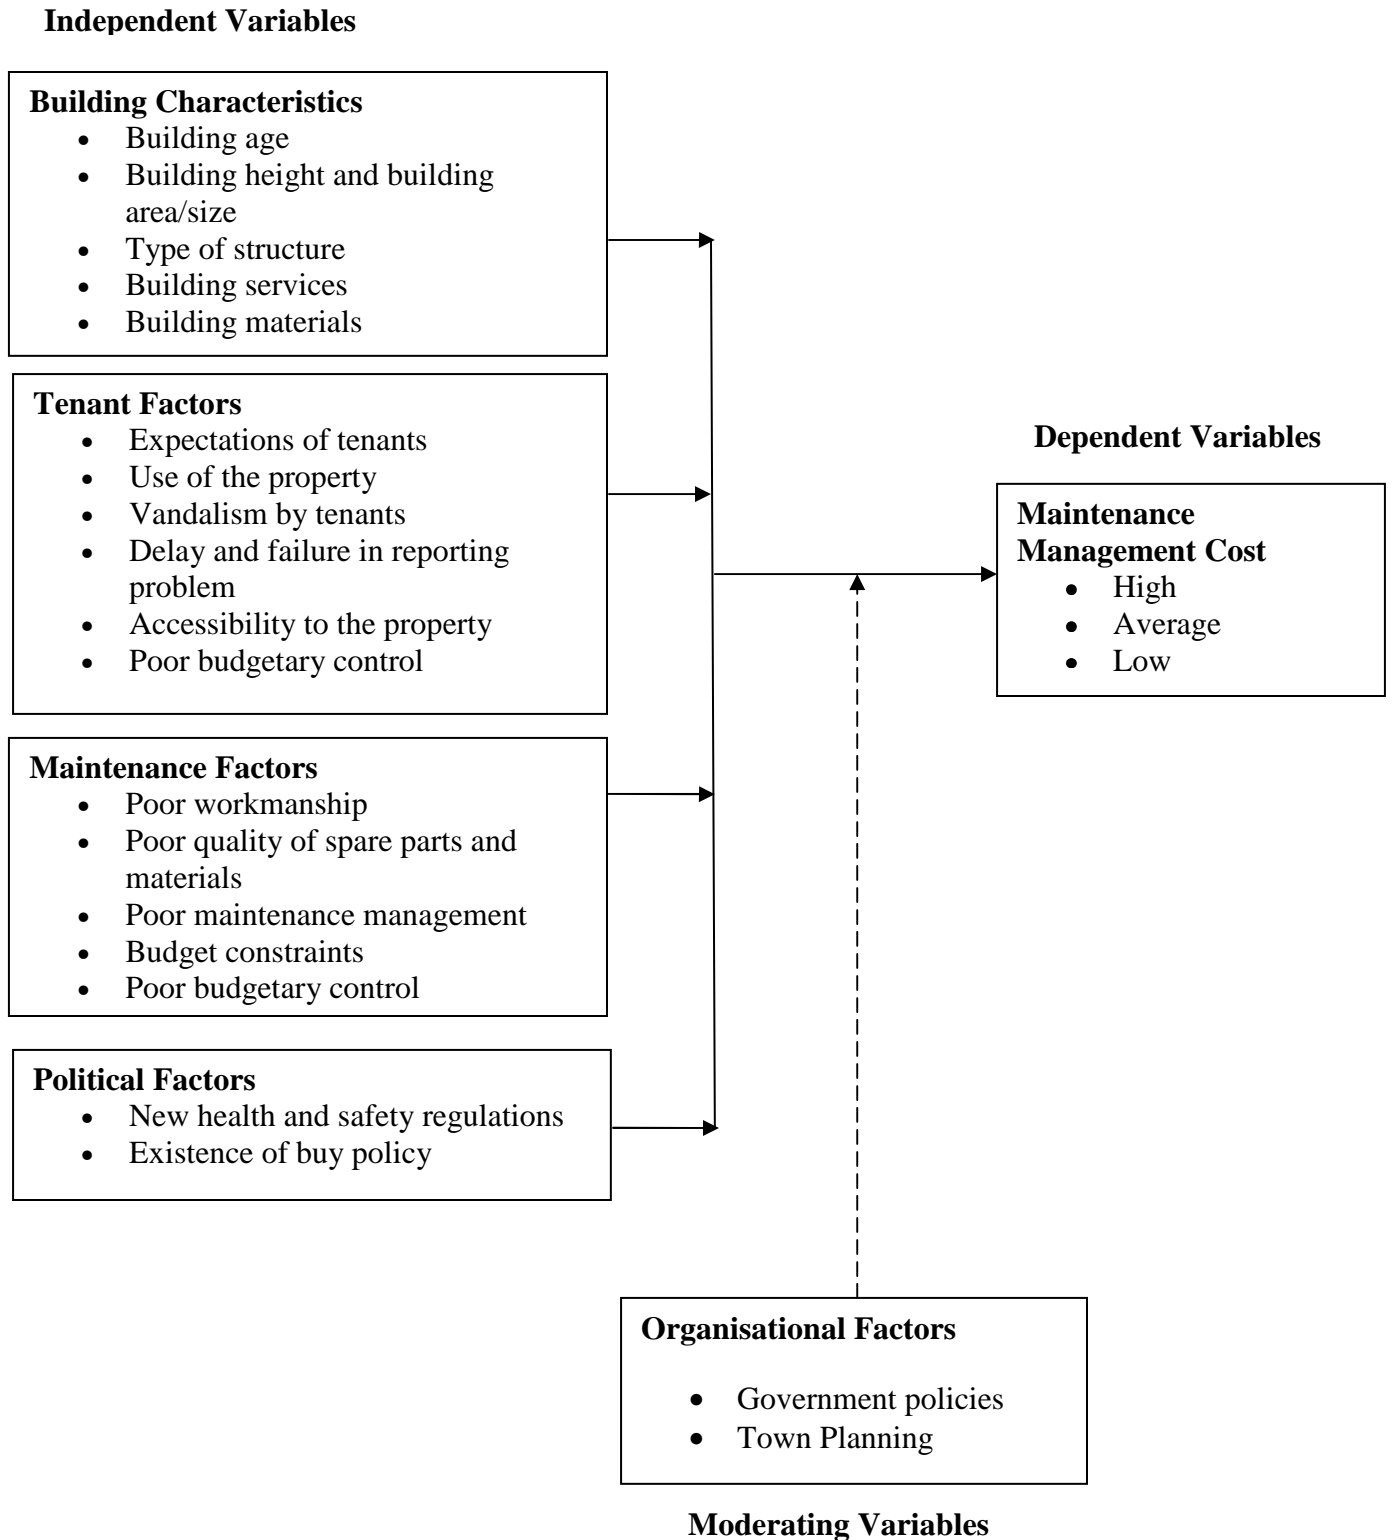 Independent Variables
Building Characteristics
• Building age
• Building height and building
area/size
• Type of structure
• Building services
• Building materials
Tenant Factors
• Expectations of tenants
• Use of the property
• Vandalism by tenants
• Delay and failure in reporting
problem
• Accessibility to the property
• Poor budgetary control
Maintenance Factors
• Poor workmanship
• Poor quality of spare parts and
materials
• Poor maintenance management
• Budget constraints
• Poor budgetary control
Political Factors
• New health and safety regulations
• Existence of buy policy
Dependent Variables
Maintenance
Management Cost
• High
• Average
• Low
Organisational Factors
• Government policies
• Town Planning
Moderating Variables